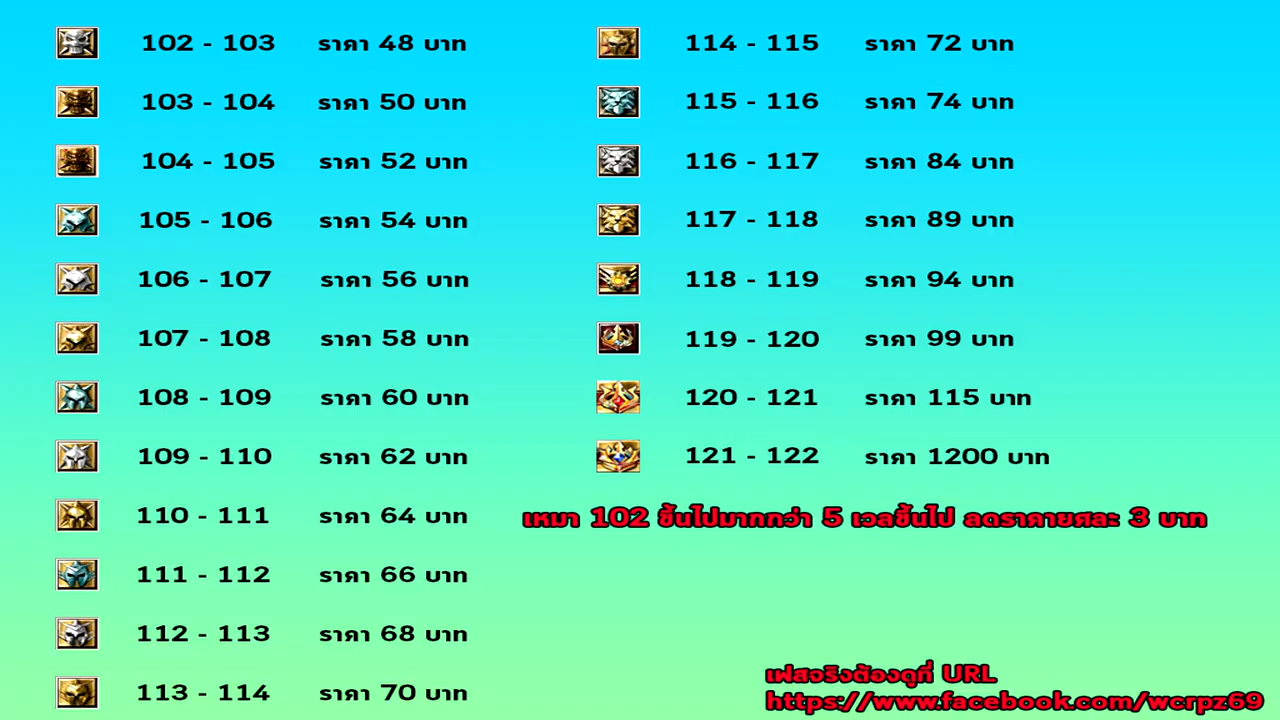 102 - 103 ราคา 48 บาท
103 - 104 ราคา 50 บาท
104 - 105 ราคา 52 บาท
105 - 106 ราคา 54 บาท
106 - 107 ราคา 56 บาท
107 - 108 ราคา 58 บาท
108 - 109 ราคา 60 บาท
109 - 110 ราคา 62 บาท
110 - 111 ราคา 64 บาท
111 - 112 ราคา 66 บาท
112 - 113 ราคา 68 บาท
113 - 114 ราคา 70 บาท
114 - 115 ราคา 72 บาท
115 - 116 ราคา 74 บาท
116 - 117 ราคา 84 บาท
117 - 118 ราคา 89 บาท
118 - 119 ราคา 94 บาท
119 - 120 ราคา 99 บาท
120 - 121 ราคา 115 บาท
121 - 122 ราคา 1200 บาท
เหมา 102 ขึ้นไปมากกว่า 5 เวลขึ้นไป ลดราคายศละ 3 บาท
เฟสจริงต้องดูที่ URL
https://www.facebook.com/wcrpz69